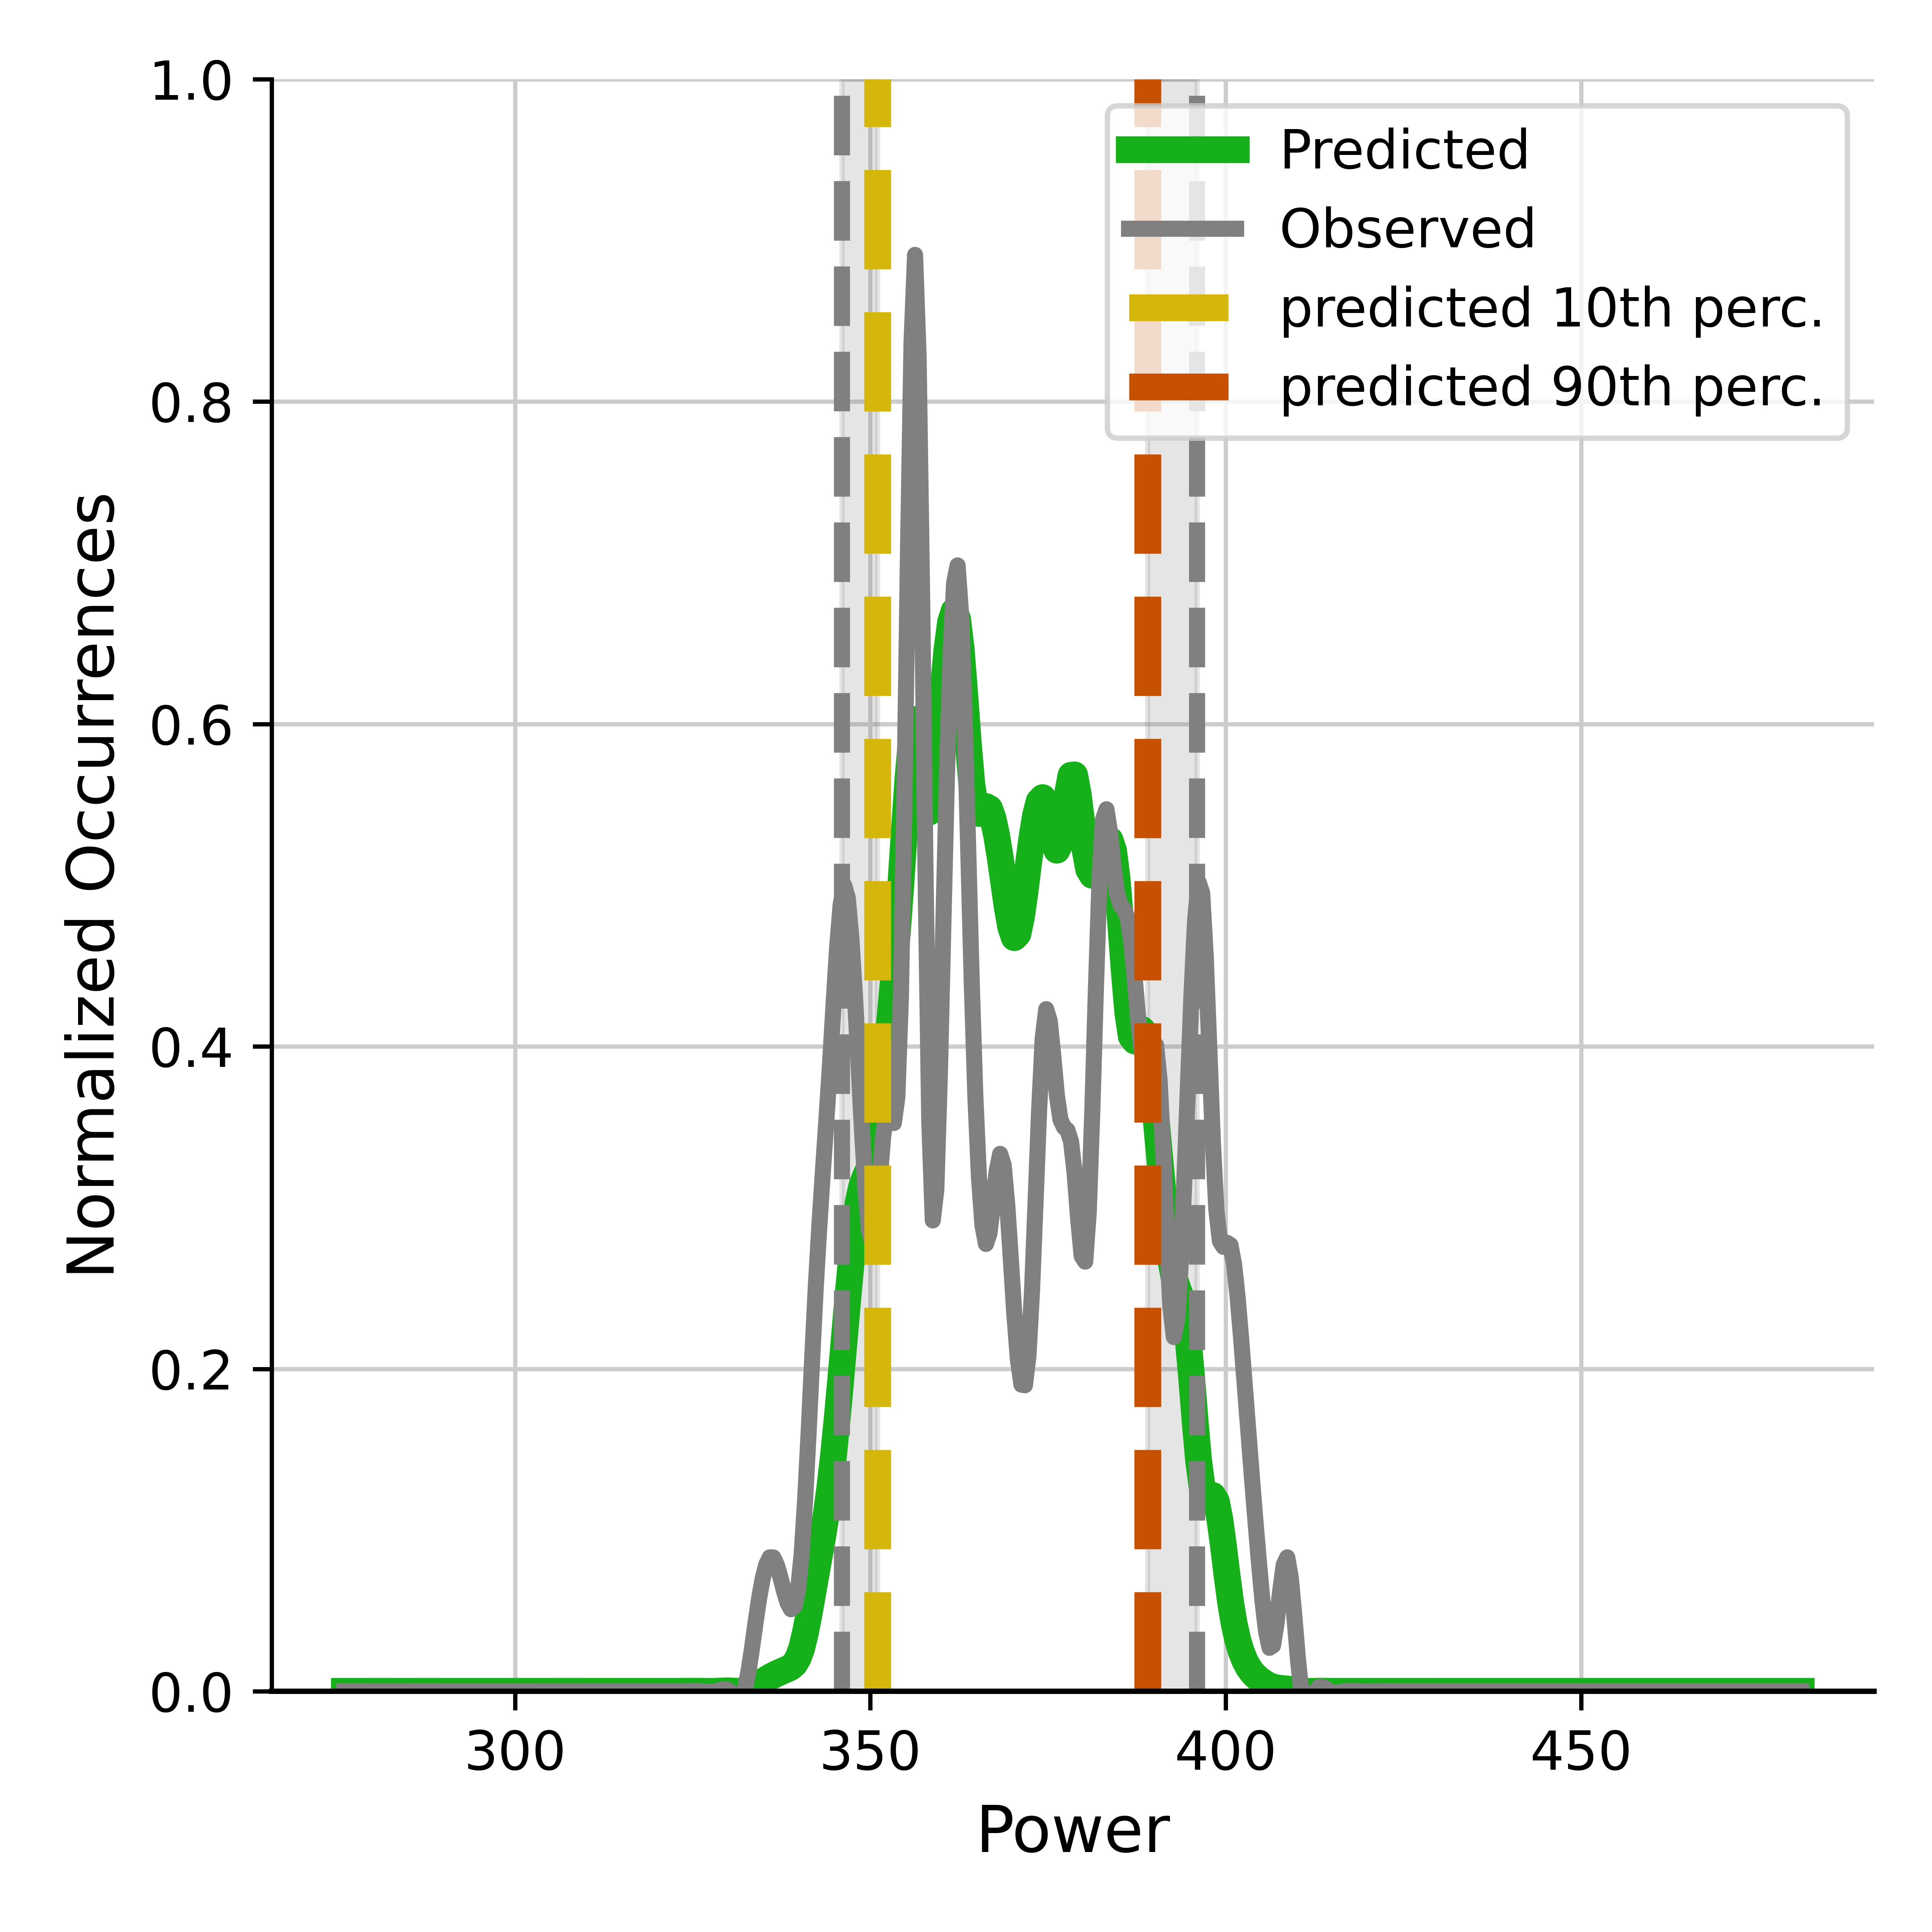 1.0
0.8
0.6
0.4
0.2
0.0
Normalized Occurrences
Predicted
Observed
predicted 10th perc.
predicted 90th perc.
300 350 400 450
Power